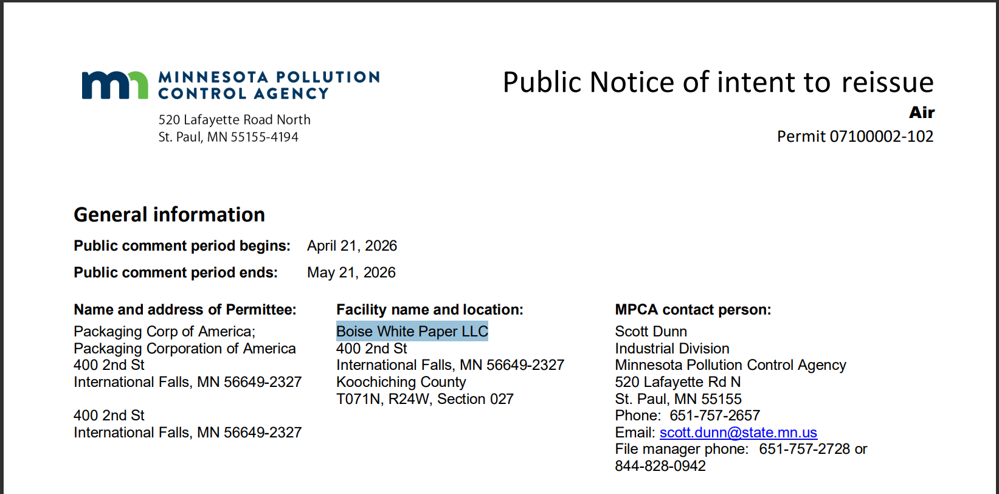 MINNESOTA POLLUTION
CONTROL AGENCY
520 Lafayette Road North
St. Paul, MN 55155-4194
Public Notice of intent to reissue
Air
Permit 07100002-102
General information
Public comment period begins: April 21, 2026
Public comment period ends: May 21, 2026
Name and address of Permittee:
Packaging Corp of America;
Packaging Corporation of America
400 2nd St
International Falls, MN 56649-2327
400 2nd St
International Falls, MN 56649-2327
Facility name and location:
Boise White Paper LLC
400 2nd St
International Falls, MN 56649-2327
Koochiching County
T071N, R24W, Section 027
MPCA contact person:
Scott Dunn
Industrial Division
Minnesota Pollution Control Agency
520 Lafayette Rd N
St. Paul, MN 55155
Phone: 651-757-2657
Email: scott.dunn@state.mn.us
File manager phone: 651-757-2728 or
844-828-0942